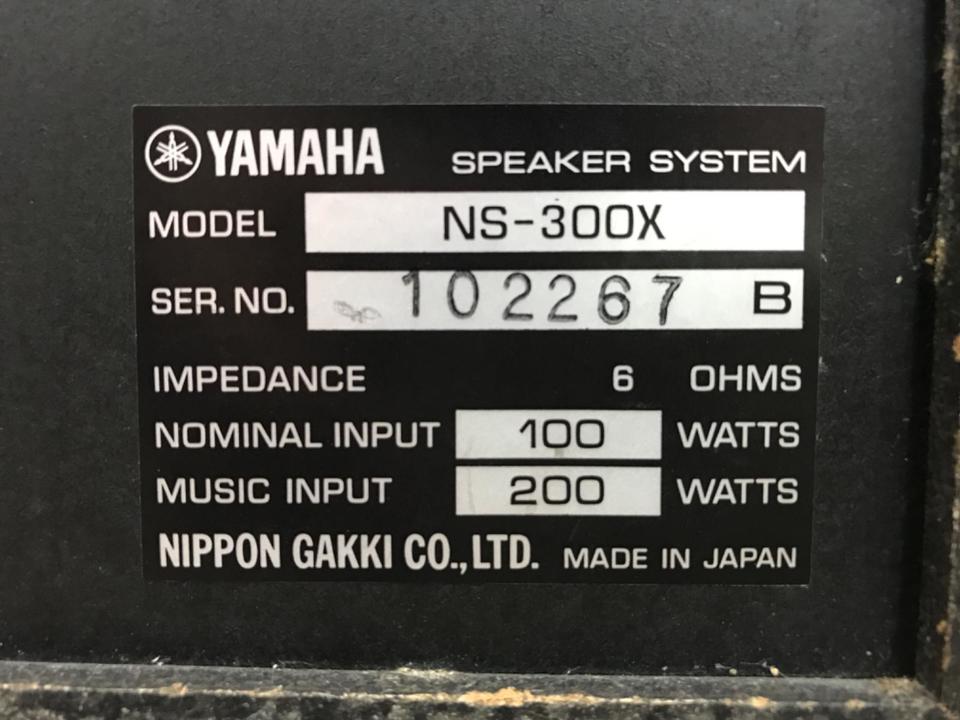 YAMAHA SPEAKER SYSTEM
MODEL NS-300X
SER. NO. 102267 B
IMPEDANCE 6 OHMS
NOMINAL INPUT 100 WATTS
MUSIC INPUT 200 WATTS
NIPPON GAKKI CO.,LTD. MADE IN JAPAN